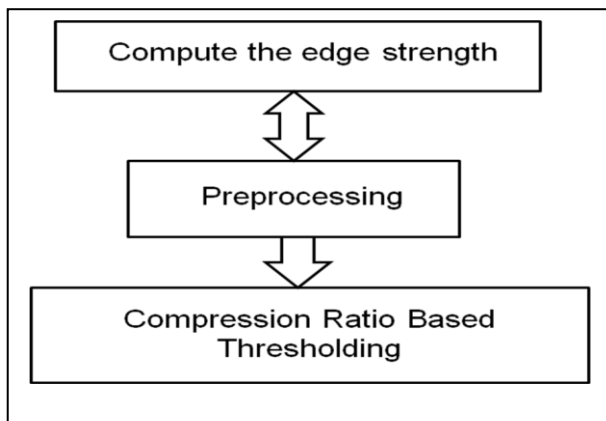 Compute the edge strength
Preprocessing
Compression Ratio Based
Thresholding